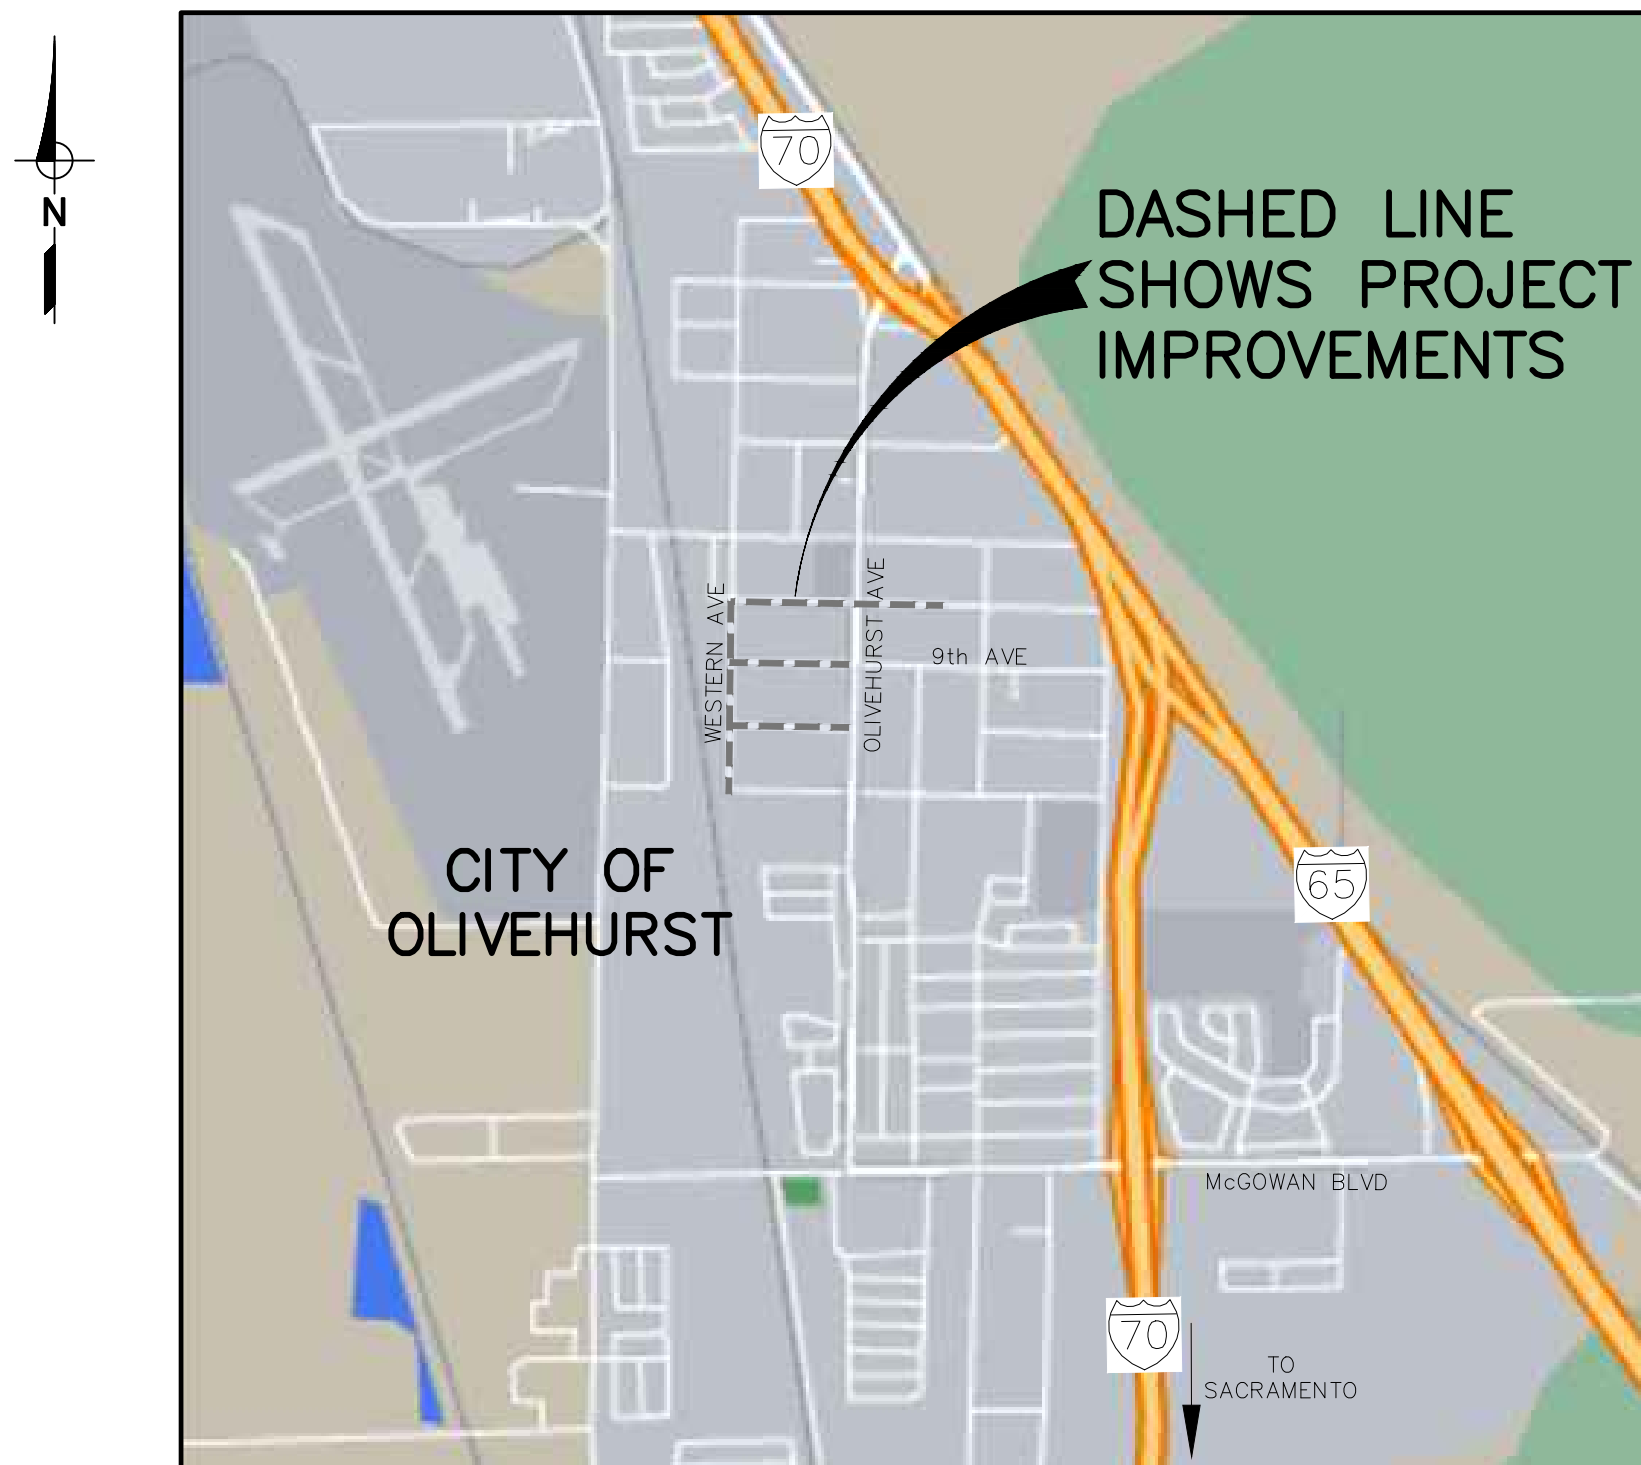 N
70
DASHED LINE
SHOWS PROJECT
IMPROVEMENTS
WESTERN AVE
OLIVEHURST AVE
9th AVE
CITY OF
OLIVEHURST
65
McGOWAN BLVD
70
TO
SACRAMENTO